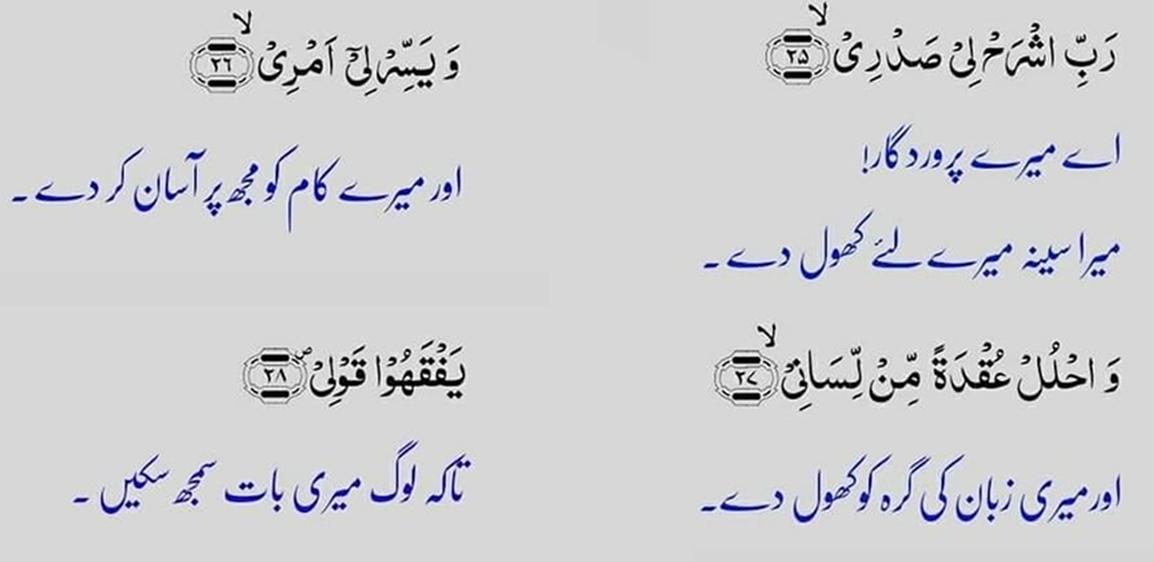 رَبِّ اشْرَحْ لِیْ صَدْرِیْ ۙ﴿۲۵﴾
اے میرے پروردگار!
میرا سینہ میرے لئے کھول دے ۔
وَ یَسِّرْ لِیْۤ اَمْرِیْ ۙ﴿۲۶﴾
اور میرے کام کو مجھ پر آسان کر دے ۔
وَ احْلُلْ عُقْدَةً مِّنْ لِّسَانِیْ ۙ﴿۲۷﴾
اور میری زبان کی گرہ کو کھول دے۔
یَفْقَهُوْا قَوْلِیْ ۪﴿۲۸﴾
تاکہ لوگ میری بات سمجھ سکیں ۔